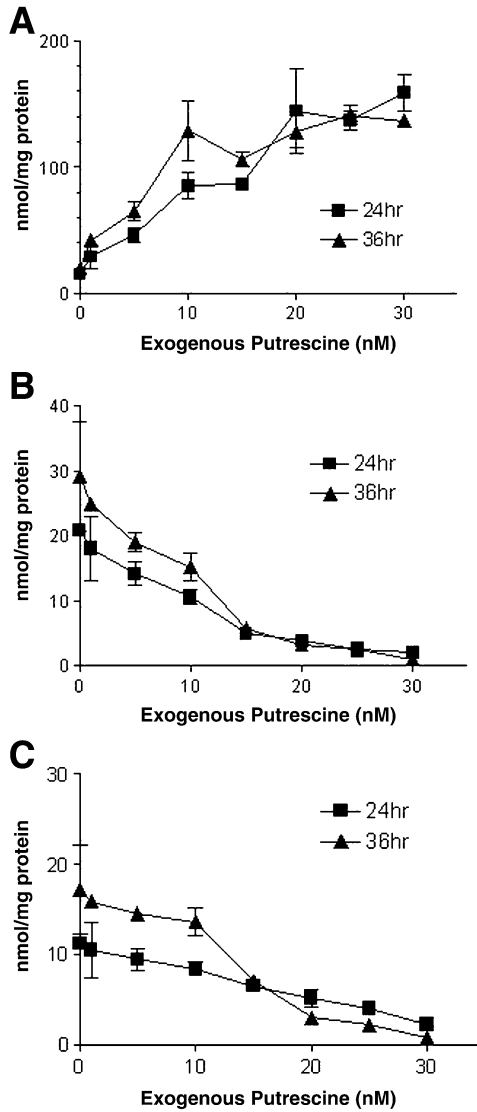 A
200
100
0
nmol/mg protein
24hr
36hr
0 10 20 30
Exogenous Putrescine (nM)
B
40
30
20
10
0
nmol/mg protein
24hr
36hr
0 10 20 30
Exogenous Putrescine (nM)
C
30
20
10
0
nmol/mg protein
24hr
36hr
0 10 20 30
Exogenous Putrescine (nM)